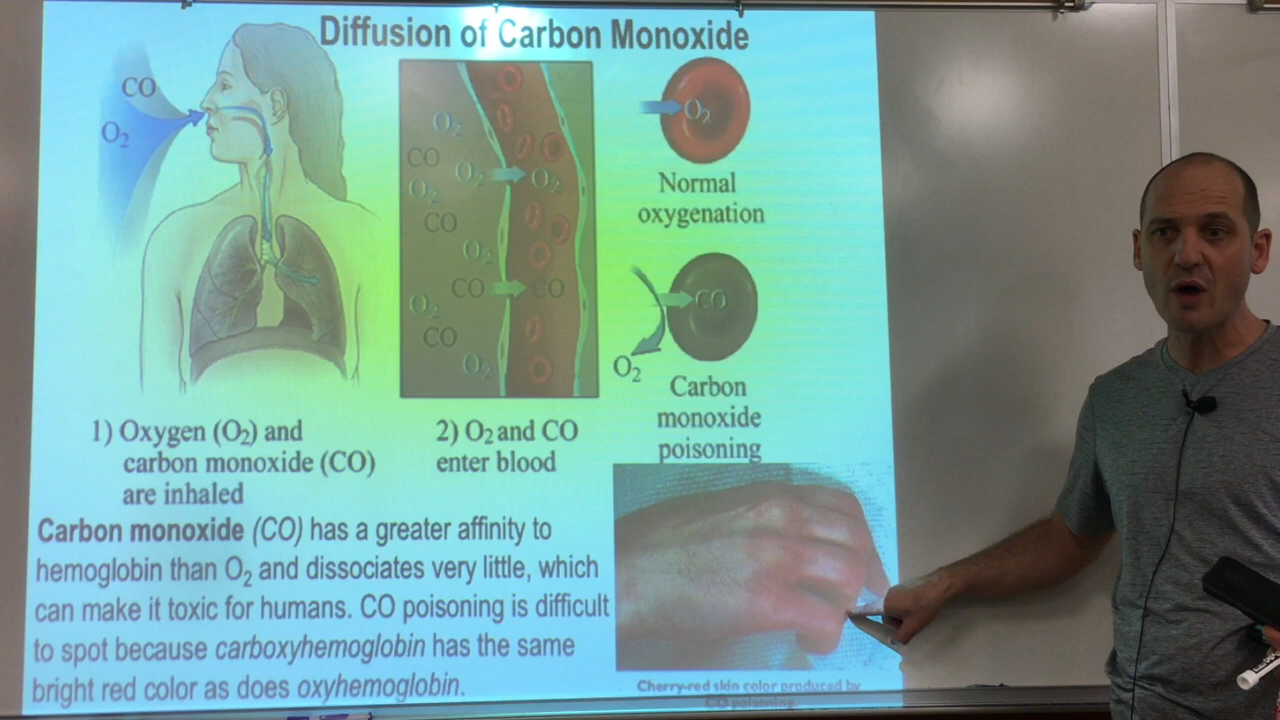 Diffusion of Carbon Monoxide
CO
O2
O2
CO
O2
O2
O2
CO
O2
CO
CO
O2
CO
O2
O2
Normal
oxygenation
CO
O2
Carbon
monoxide
poisoning
1) Oxygen (O2) and
carbon monoxide (CO)
are inhaled
2) O2 and CO
enter blood
Carbon monoxide (CO) has a greater affinity to
hemoglobin than O2 and dissociates very little, which
can make it toxic for humans. CO poisoning is difficult
to spot because carboxyhemoglobin has the same
bright red color as does oxyhemoglobin.
Cherry-red skin color produced by
CO poisoning.